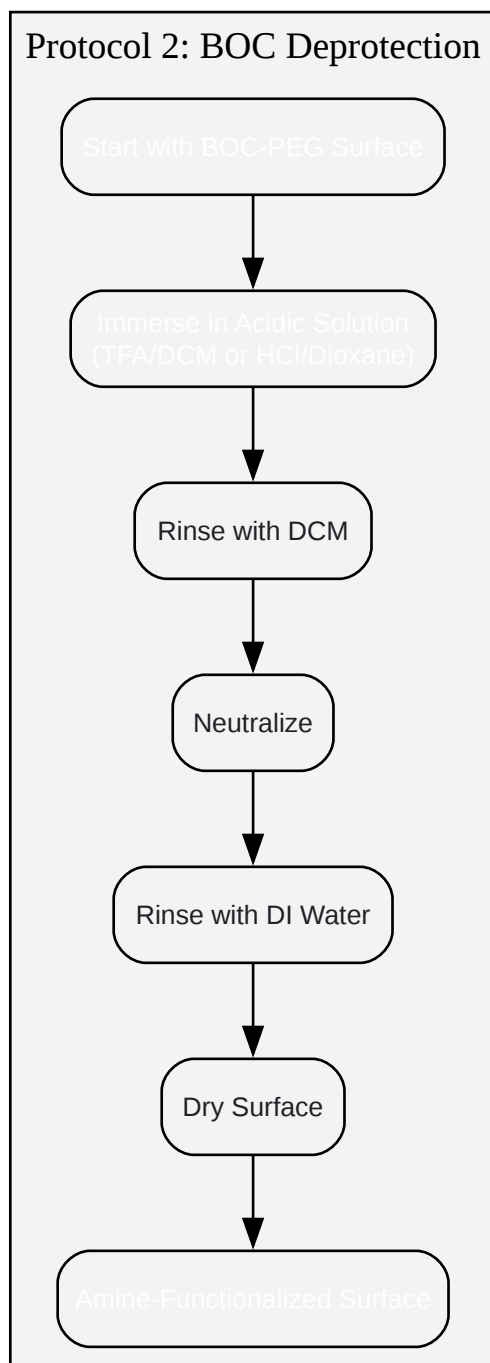 Protocol 2: BOC Deprotection
Start with BOC-PEG Surface
Immerse in Acidic Solution
(TFA/DCM or HCl/Dioxane)
Rinse with DCM
Neutralize
Rinse with DI Water
Dry Surface
Amine-Functionalized Surface